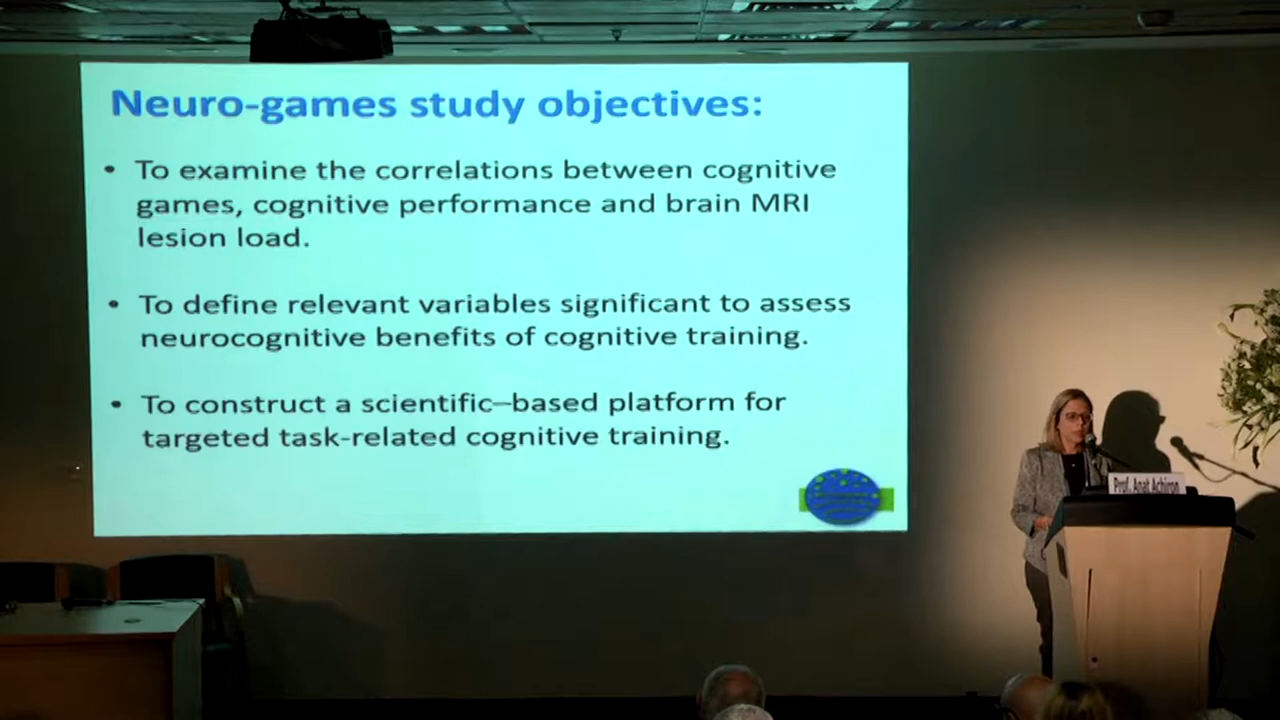 Neuro-games study objectives:
• To examine the correlations between cognitive
games, cognitive performance and brain MRI
lesion load.
• To define relevant variables significant to assess
neurocognitive benefits of cognitive training.
• To construct a scientific–based platform for
targeted task-related cognitive training.
Prof. Anat Achiron